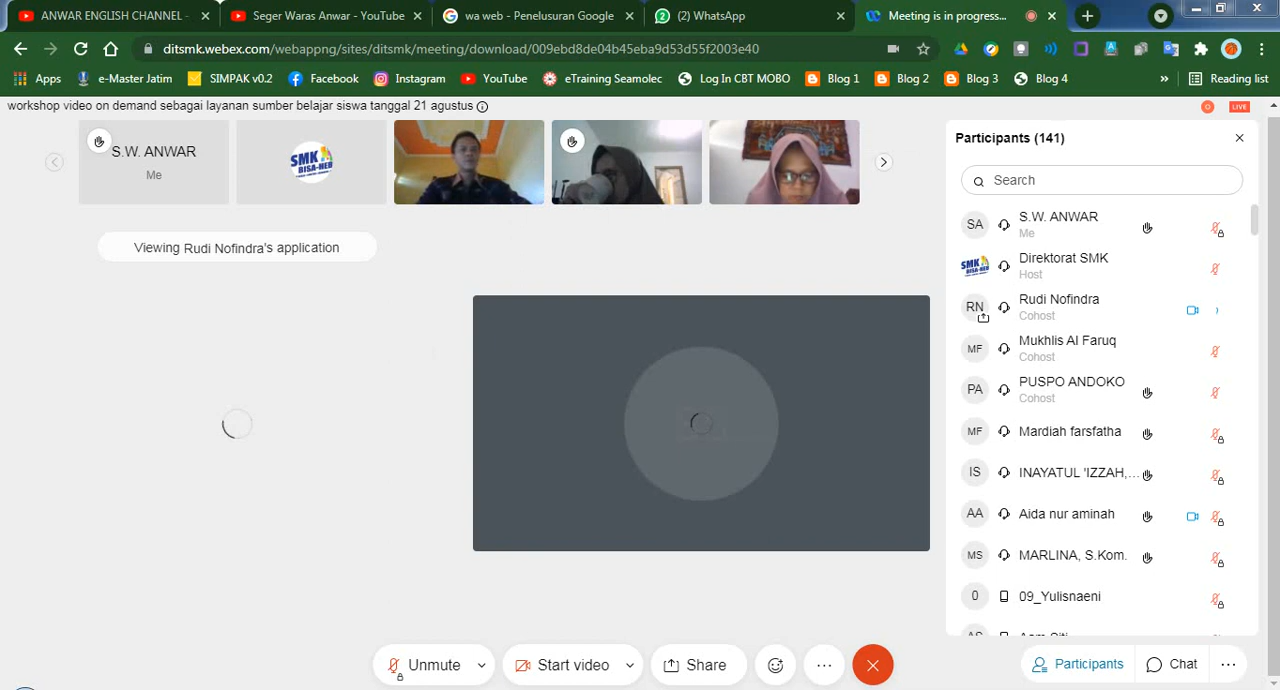 ANWAR ENGLISH CHANNEL -
Seger Waras Anwar - YouTube
wa web - Penelusuran Google
(2) WhatsApp
Meeting is in progress...
ditsmk.webex.com/webappng/sites/ditsmk/meeting/download/009ebd8de04b45eba9d53d55f2003e40
Apps
e-Master Jatim
SIMPAK v0.2
Facebook
Instagram
YouTube
eTraining Seamolec
Log In CBT MOBO
Blog 1
Blog 2
Blog 3
Blog 4
»
Reading list
workshop video on demand sebagai layanan sumber belajar siswa tanggal 21 agustus
LIVE
S.W. ANWAR
Me
SMK
BISA-HEBAT
Viewing Rudi Nofindra's application
Participants (141)
Search
SA
S.W. ANWAR
Me
SMK
Direktorat SMK
Host
RN
Rudi Nofindra
Cohost
MF
Mukhlis Al Faruq
Cohost
PA
PUSPO ANDOKO
Cohost
MF
Mardiah farsfatha
IS
INAYATUL 'IZZAH,...
AA
Aida nur aminah
MS
MARLINA, S.Kom.
0
09_Yulisnaeni
Unmute
Start video
Share
Participants
Chat